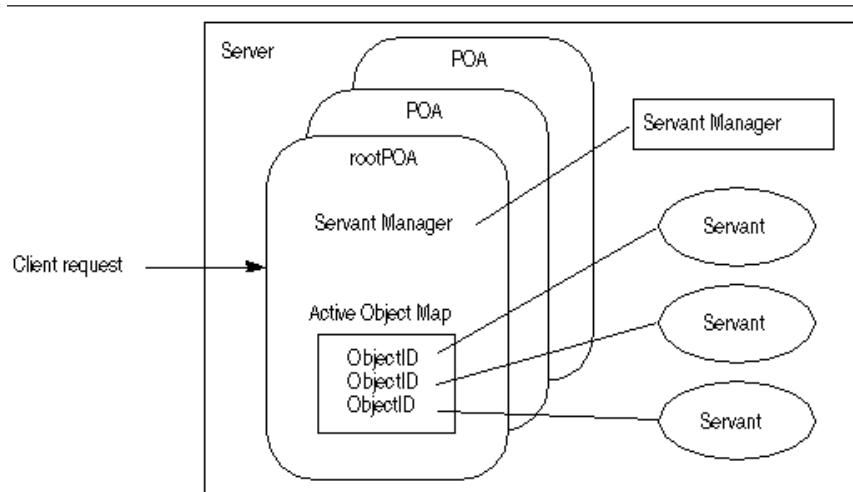 Server
POA
POA
rootPOA
Servant Manager
Servant Manager
Servant
Client request
Active Object Map
Servant
ObjectID
ObjectID
ObjectID
Servant